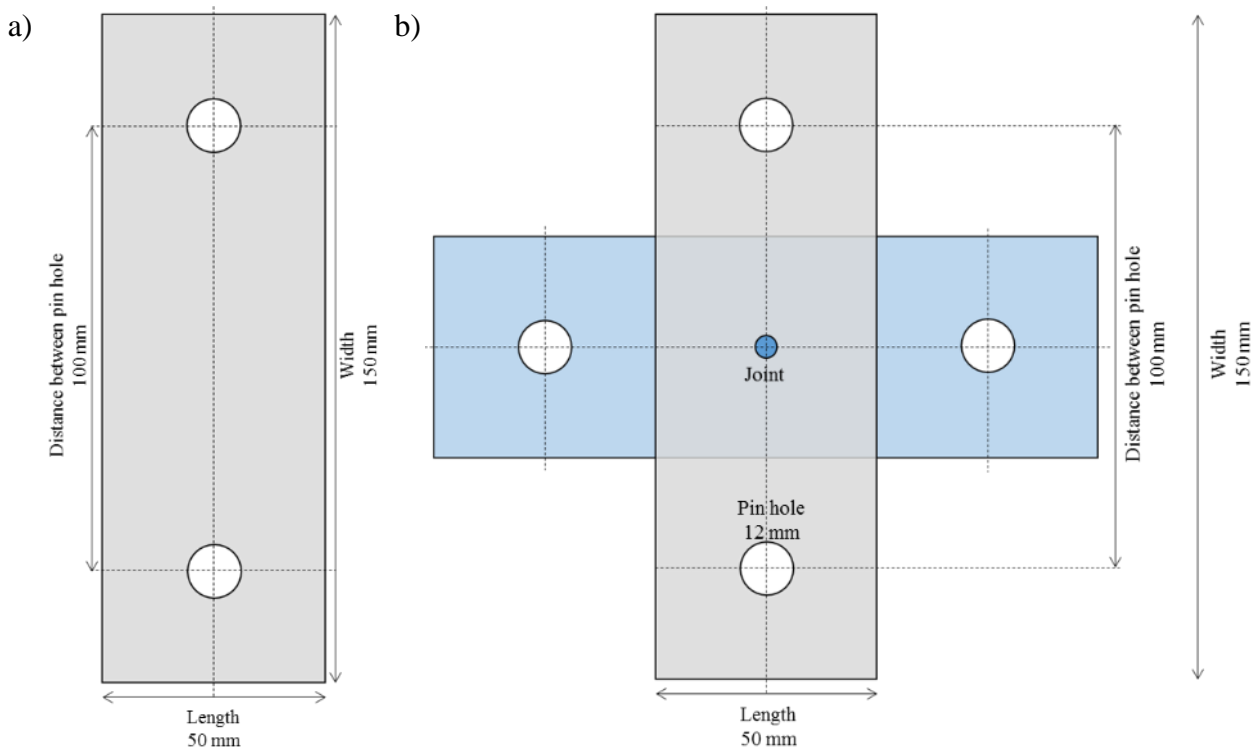 a)
Distance between pin hole
100 mm
Width
150 mm
Length
50 mm
b)
Joint
Pin hole
12 mm
Distance between pin hole
100 mm
Width
150 mm
Length
50 mm